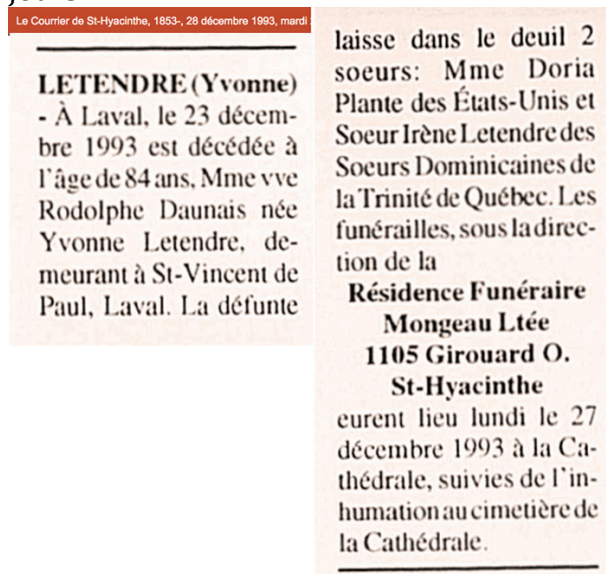 Le Courrier de St-Hyacinthe, 1853-, 28 décembre 1993, mardi
LETENDRE (Yvonne)
- À Laval, le 23 décem-
bre 1993 est décédée à
l'âge de 84 ans, Mme vve
Rodolphe Daunais née
Yvonne Letendre, de-
meurant à St-Vincent de
Paul, Laval. La défunte
laisse dans le deuil 2
soeurs: Mme Doria
Plante des États-Unis et
Soeur Irène Letendre des
Soeurs Dominicaines de
la Trinité de Québec. Les
funérailles, sous la direc-
tion de la
Résidence Funéraire
Mongeau Ltée
1105 Girouard O.
St-Hyacinthe
eurent lieu lundi le 27
décembre 1993 à la Ca-
thédrale, suivies de l'in-
humation au cimetière de
la Cathédrale.